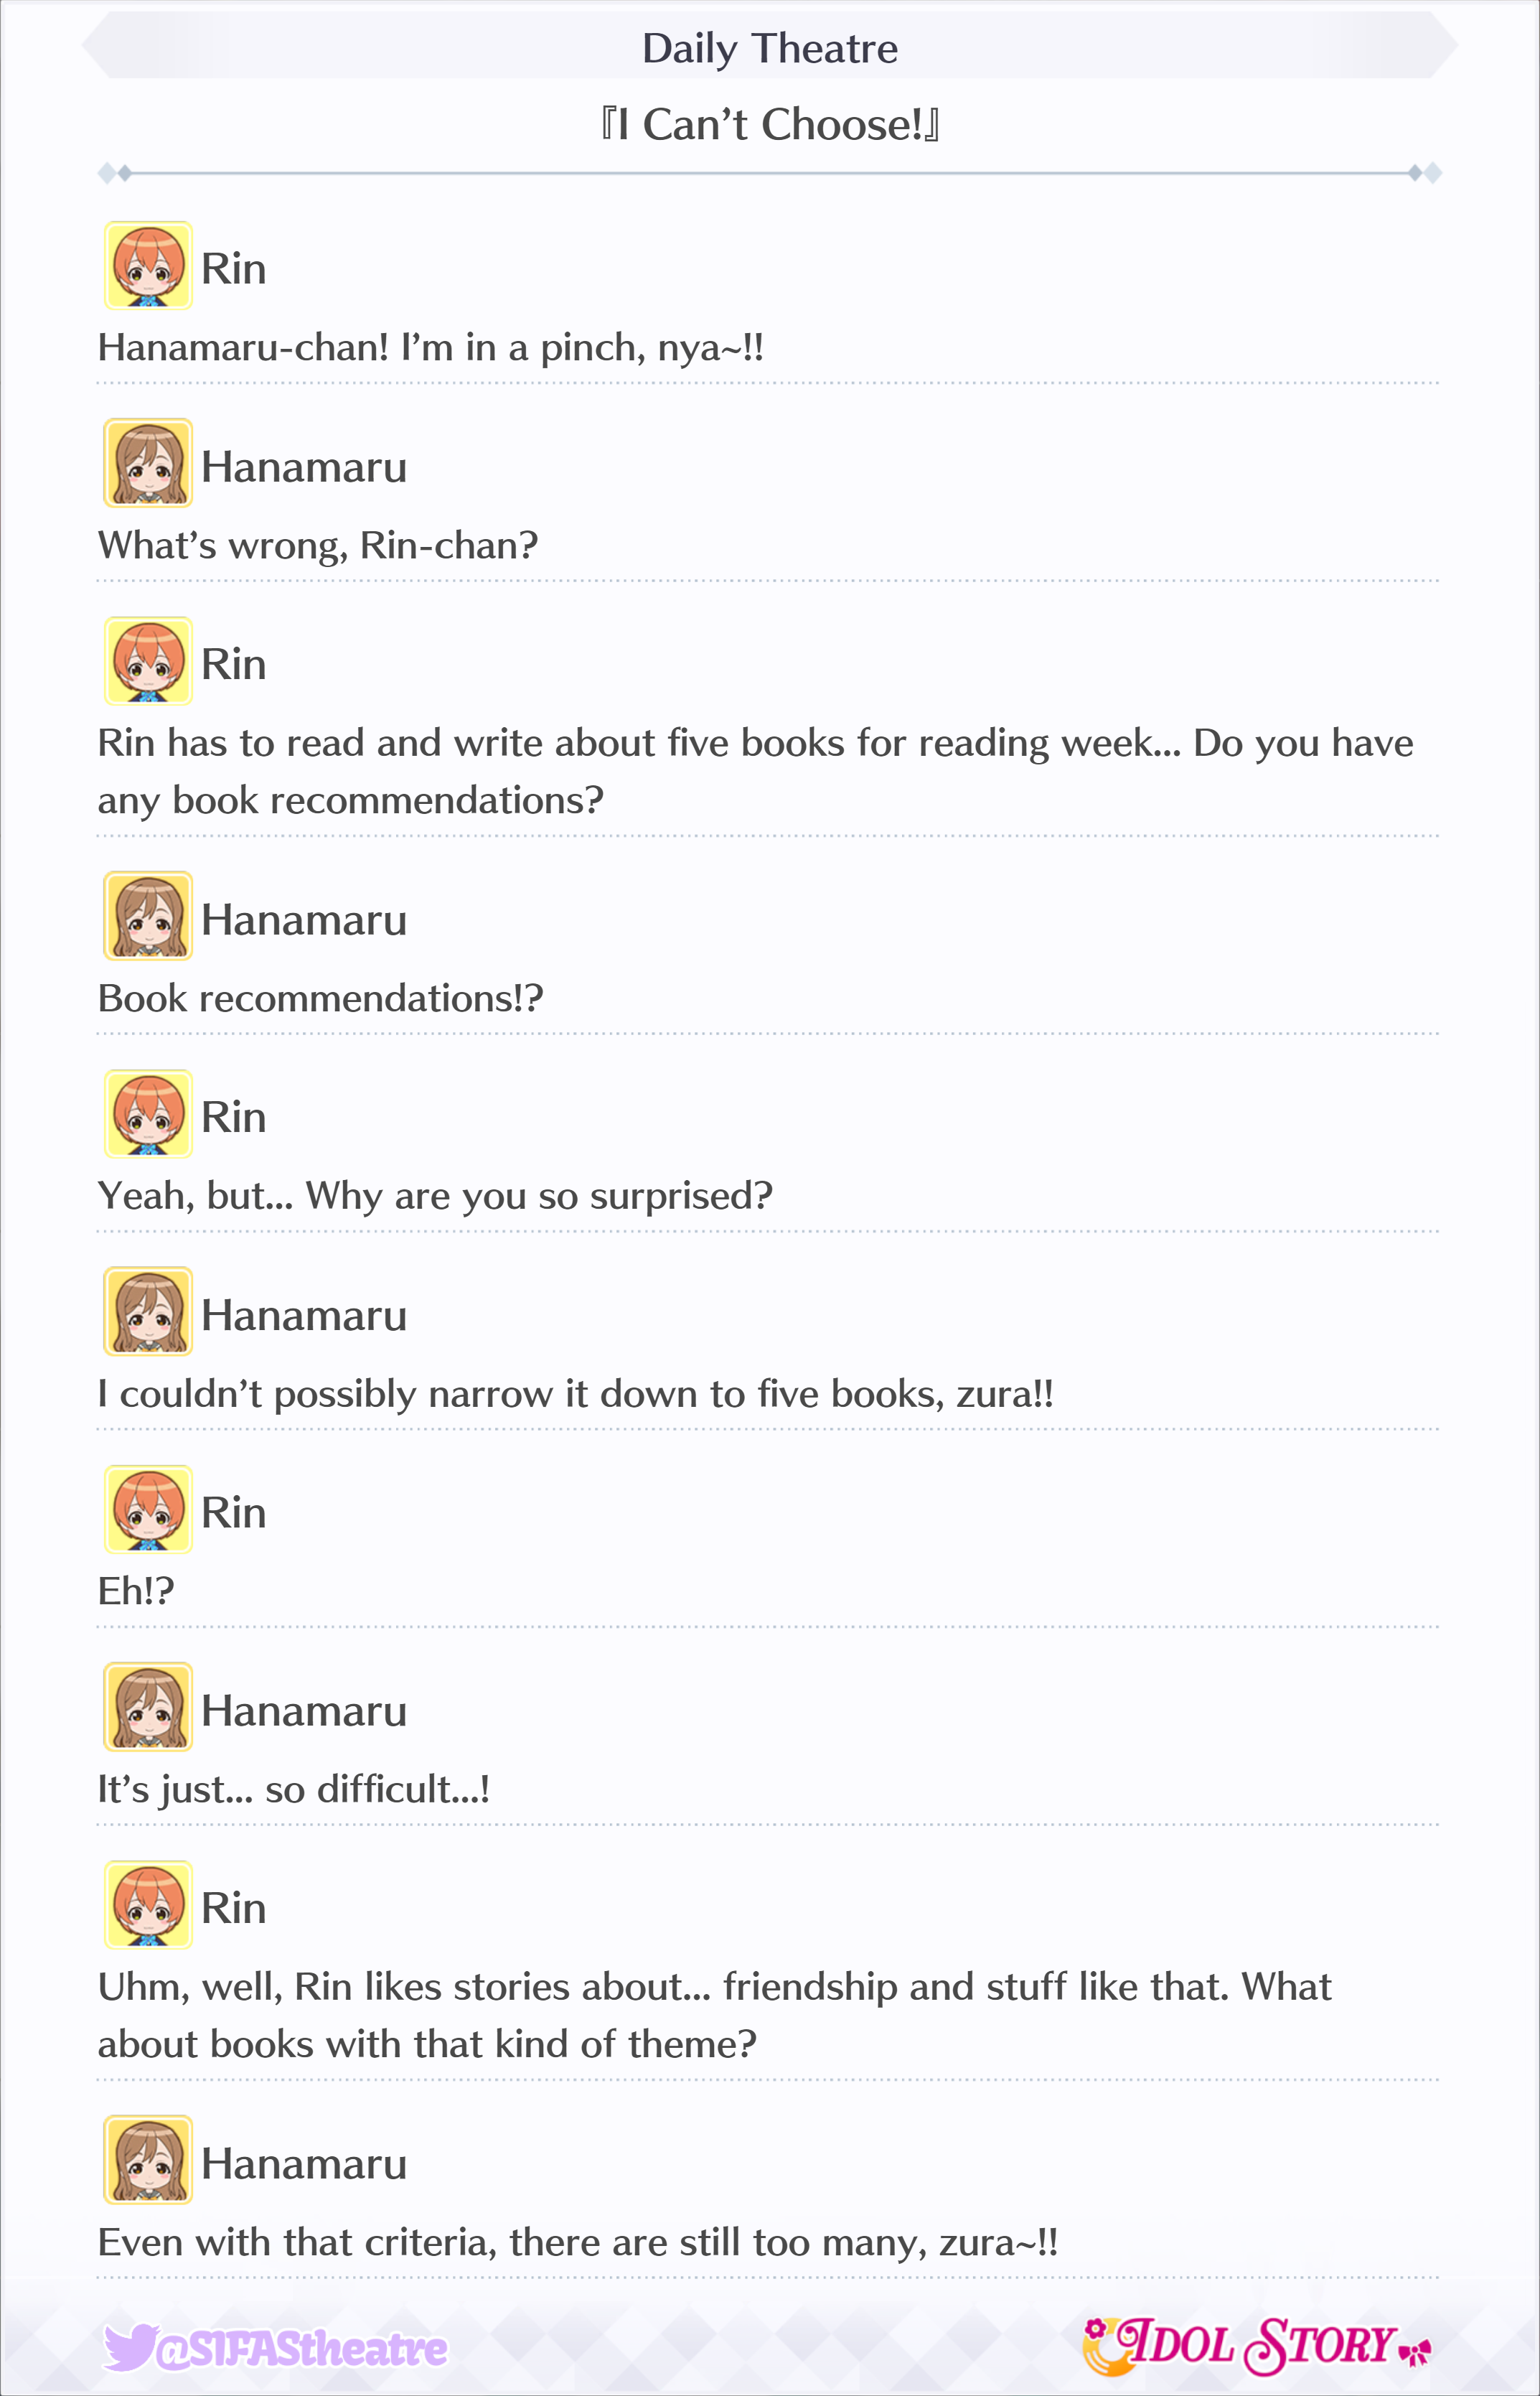 Daily Theatre
『I Can’t Choose!』
Rin
Hanamaru-chan! I’m in a pinch, nya~!!
Hanamaru
What’s wrong, Rin-chan?
Rin
Rin has to read and write about five books for reading week... Do you have
any book recommendations?
Hanamaru
Book recommendations!?
Rin
Yeah, but... Why are you so surprised?
Hanamaru
I couldn’t possibly narrow it down to five books, zura!!
Rin
Eh!?
Hanamaru
It’s just... so difficult...!
Rin
Uhm, well, Rin likes stories about... friendship and stuff like that. What
about books with that kind of theme?
Hanamaru
Even with that criteria, there are still too many, zura~!!
@SIFAStheatre
IDOL STORY